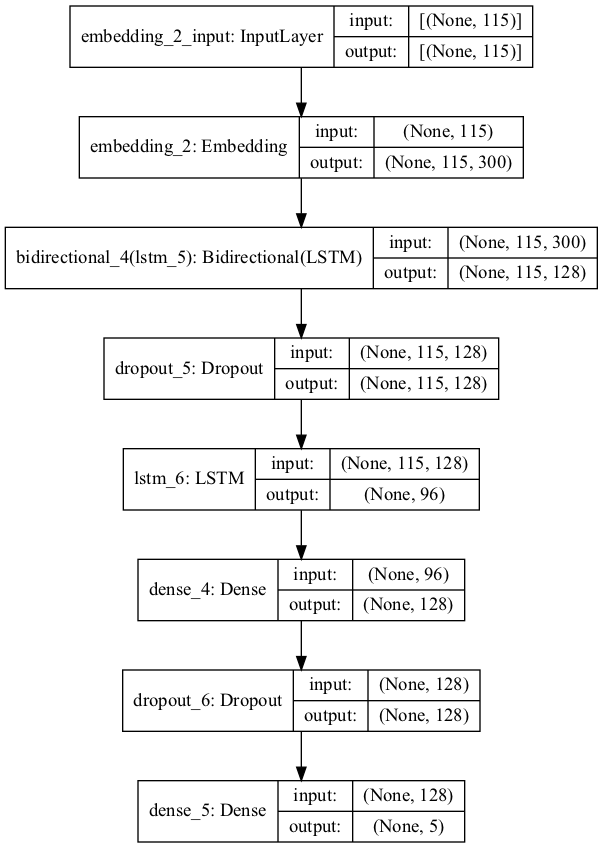 embedding_2_input: InputLayer
input: [(None, 115)]
output: [(None, 115)]
embedding_2: Embedding
input: (None, 115)
output: (None, 115, 300)
bidirectional_4(lstm_5): Bidirectional(LSTM)
input: (None, 115, 300)
output: (None, 115, 128)
dropout_5: Dropout
input: (None, 115, 128)
output: (None, 115, 128)
lstm_6: LSTM
input: (None, 115, 128)
output: (None, 96)
dense_4: Dense
input: (None, 96)
output: (None, 128)
dropout_6: Dropout
input: (None, 128)
output: (None, 128)
dense_5: Dense
input: (None, 128)
output: (None, 5)